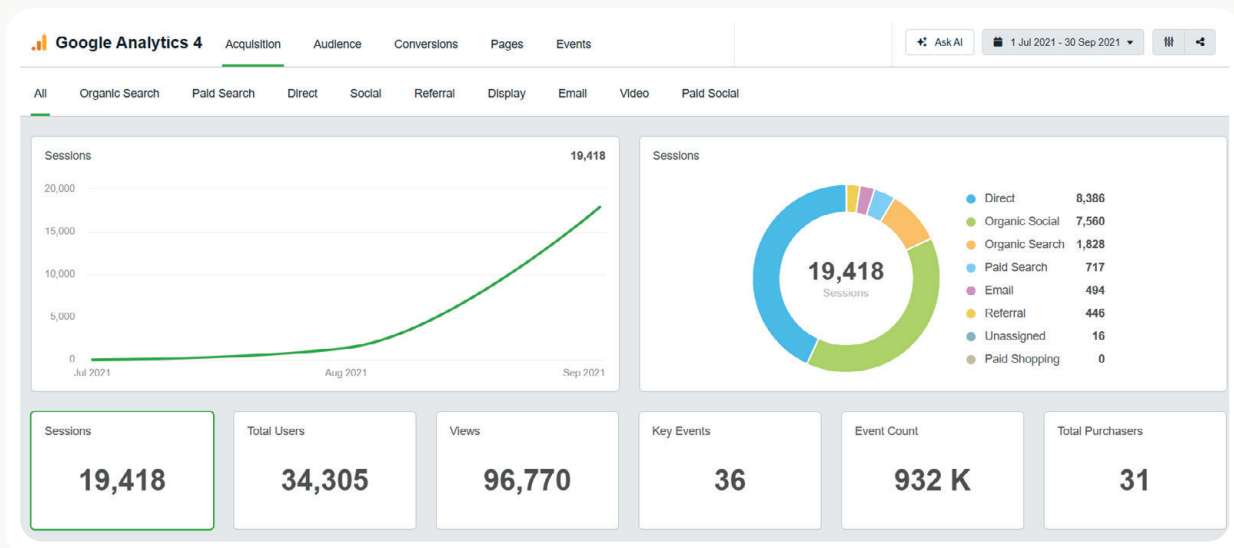 Google Analytics 4 Acquisition Audience Conversions Pages Events Ask AI 1 Jul 2021 - 30 Sep 2021
All Organic Search Paid Search Direct Social Referral Display Email Video Paid Social
Sessions 19,418
20,000
15,000
10,000
5,000
0
Jul 2021 Aug 2021 Sep 2021
Sessions
19,418
Sessions
Direct 8,386
Organic Social 7,560
Organic Search 1,828
Paid Search 717
Email 494
Referral 446
Unassigned 16
Paid Shopping 0
Sessions
19,418
Total Users
34,305
Views
96,770
Key Events
36
Event Count
932 K
Total Purchasers
31